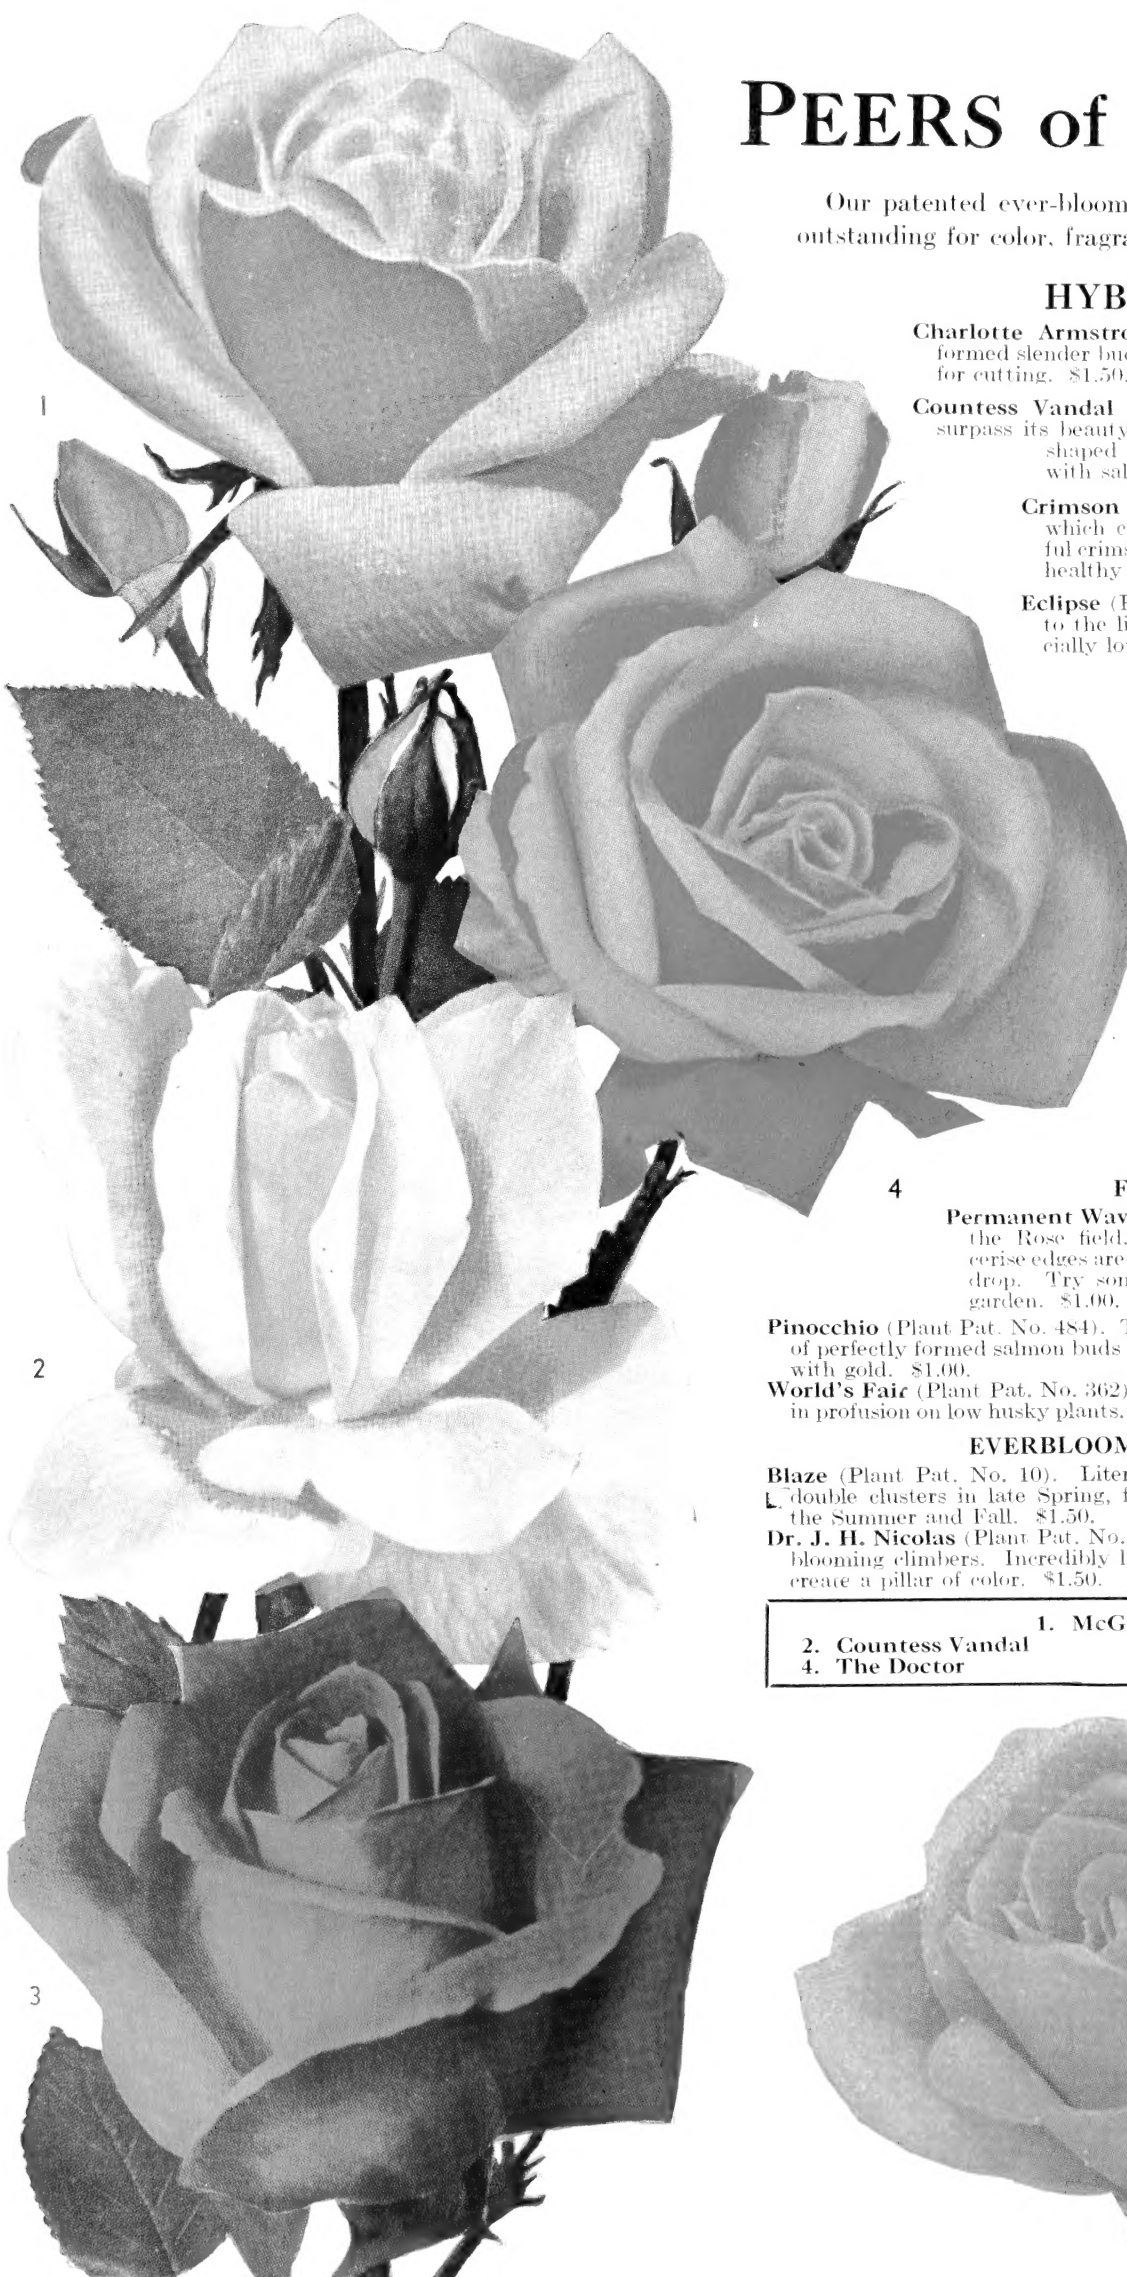 PEERS of
Our patented ever-bloom
outstanding for color, fragra
HYB
Charlotte Armstro
formed slender bud
for cutting. $1.50.
Countess Vandal
surpass its beauty
shaped
with sal
1
Crimson
which c
ful crims
healthy
Eclipse (P
to the li
cially lo
4
F
Permanent Wav
the Rose field.
cerise edges are
drop. Try som
garden. $1.00.
Pinocchio (Plant Pat. No. 484). T
of perfectly formed salmon buds
with gold. $1.00.
World's Fair (Plant Pat. No. 362)
in profusion on low husky plants.
2
EVERBLOOM
Blaze (Plant Pat. No. 10). Liter
double clusters in late Spring, f
the Summer and Fall. $1.50.
Dr. J. H. Nicolas (Plant Pat. No.
blooming climbers. Incredibly l
create a pillar of color. $1.50.
1. McG
2. Countess Vandal
4. The Doctor
3